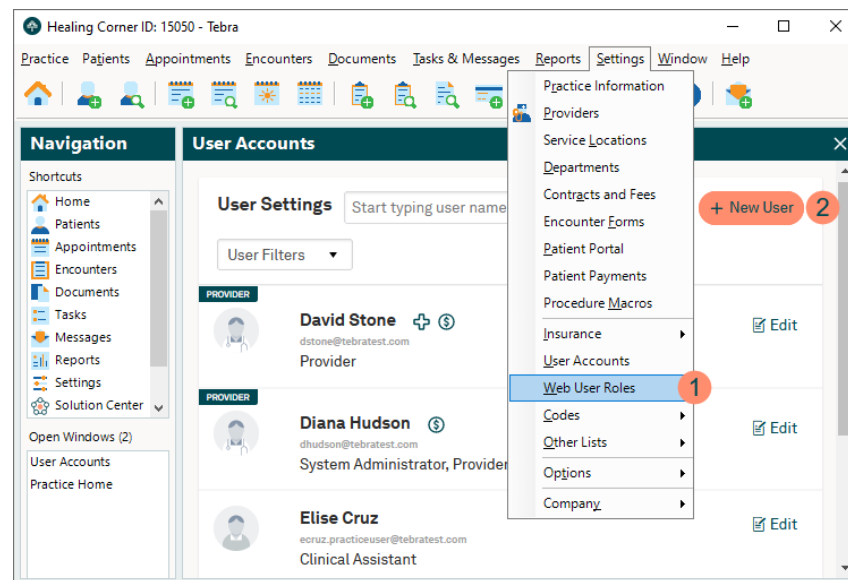 Healing Corner ID: 15050 - Tebra
Practice Patients Appointments Encounters Documents Tasks & Messages Reports Settings Window Help
Navigation
Shortcuts
Home
Patients
Appointments
Encounters
Documents
Tasks
Messages
Reports
Settings
Solution Center
Open Windows (2)
User Accounts
Practice Home
User Accounts
User Settings
Start typing user name
+ New User
2
User Filters
PROVIDER
David Stone
dstone@tebratest.com
Provider
Edit
PROVIDER
Diana Hudson
dhudson@tebratest.com
System Administrator, Provider
Edit
Elise Cruz
ecruz.practiceuser@tebratest.com
Clinical Assistant
Edit
Practice Information
Providers
Service Locations
Departments
Contracts and Fees
Encounter Forms
Patient Portal
Patient Payments
Procedure Macros
Insurance
User Accounts
Web User Roles
1
Codes
Other Lists
Options
Company